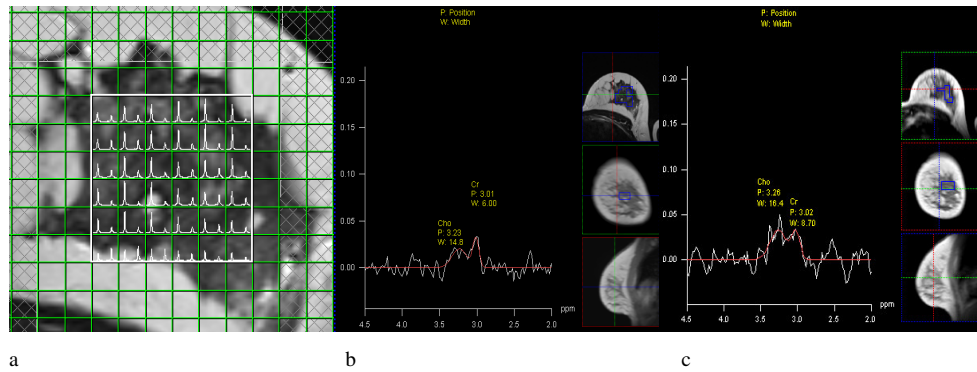 P: Position
W: Width
0.20
0.15
0.10
0.05
0.00
Cr
P: 3.01
W: 6.00
Cho
P: 3.23
W: 14.8
4.5 4.0 3.5 3.0 2.5 2.0
ppm
P: Position
W: Width
0.20
0.15
0.10
0.05
0.00
Cho
P: 3.26
W: 16.4
Cr
P: 3.02
W: 8.70
4.5 4.0 3.5 3.0 2.5 2.0
ppm
a b c